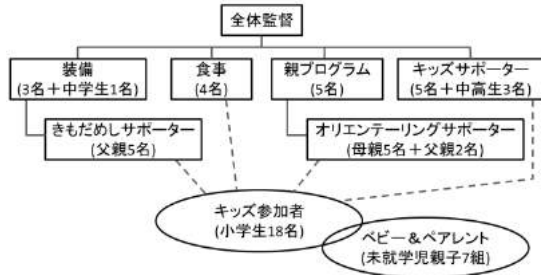 全体監督
装備
(3名＋中学生1名)
食事
(4名)
親プログラム
(5名)
キッズサポーター
(5名＋中高生3名)
きもだめしサポーター
(父親5名)
オリエンテーリングサポーター
(母親5名＋父親2名)
キッズ参加者
(小学生18名)
ベビー＆ペアレント
(未就学児親子7組)